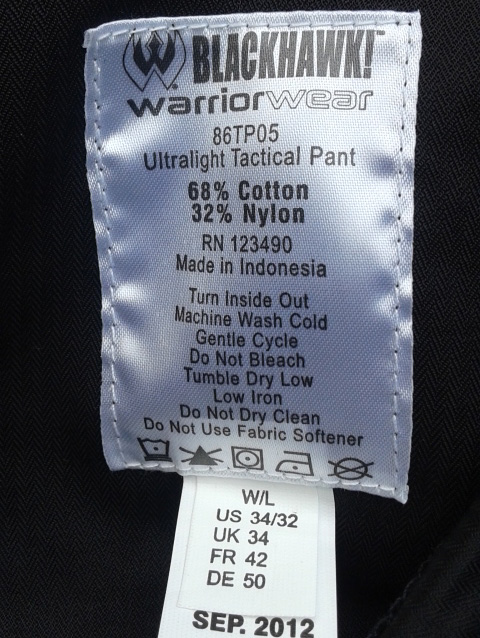 BLACKHAWK!™
warriorwear
86TP05
Ultralight Tactical Pant
68% Cotton
32% Nylon
RN 123490
Made in Indonesia
Turn Inside Out
Machine Wash Cold
Gentle Cycle
Do Not Bleach
Tumble Dry Low
Low Iron
Do Not Dry Clean
Do Not Use Fabric Softener
W/L
US 34/32
UK 34
FR 42
DE 50
SEP. 2012